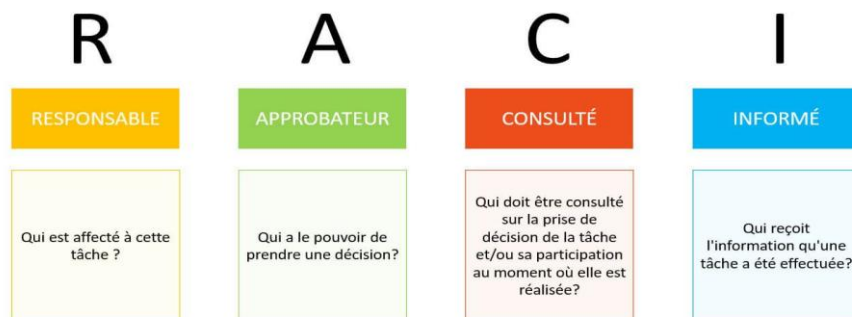 R
A
C
I
RESPONSABLE
APPROBATEUR
CONSULTÉ
INFORMÉ
Qui est affecté à cette
tâche ?
Qui a le pouvoir de
prendre une décision?
Qui doit être consulté
sur la prise de
décision de la tâche
et/ou sa participation
au moment où elle est
réalisée?
Qui reçoit
l'information qu'une
tâche a été effectuée?